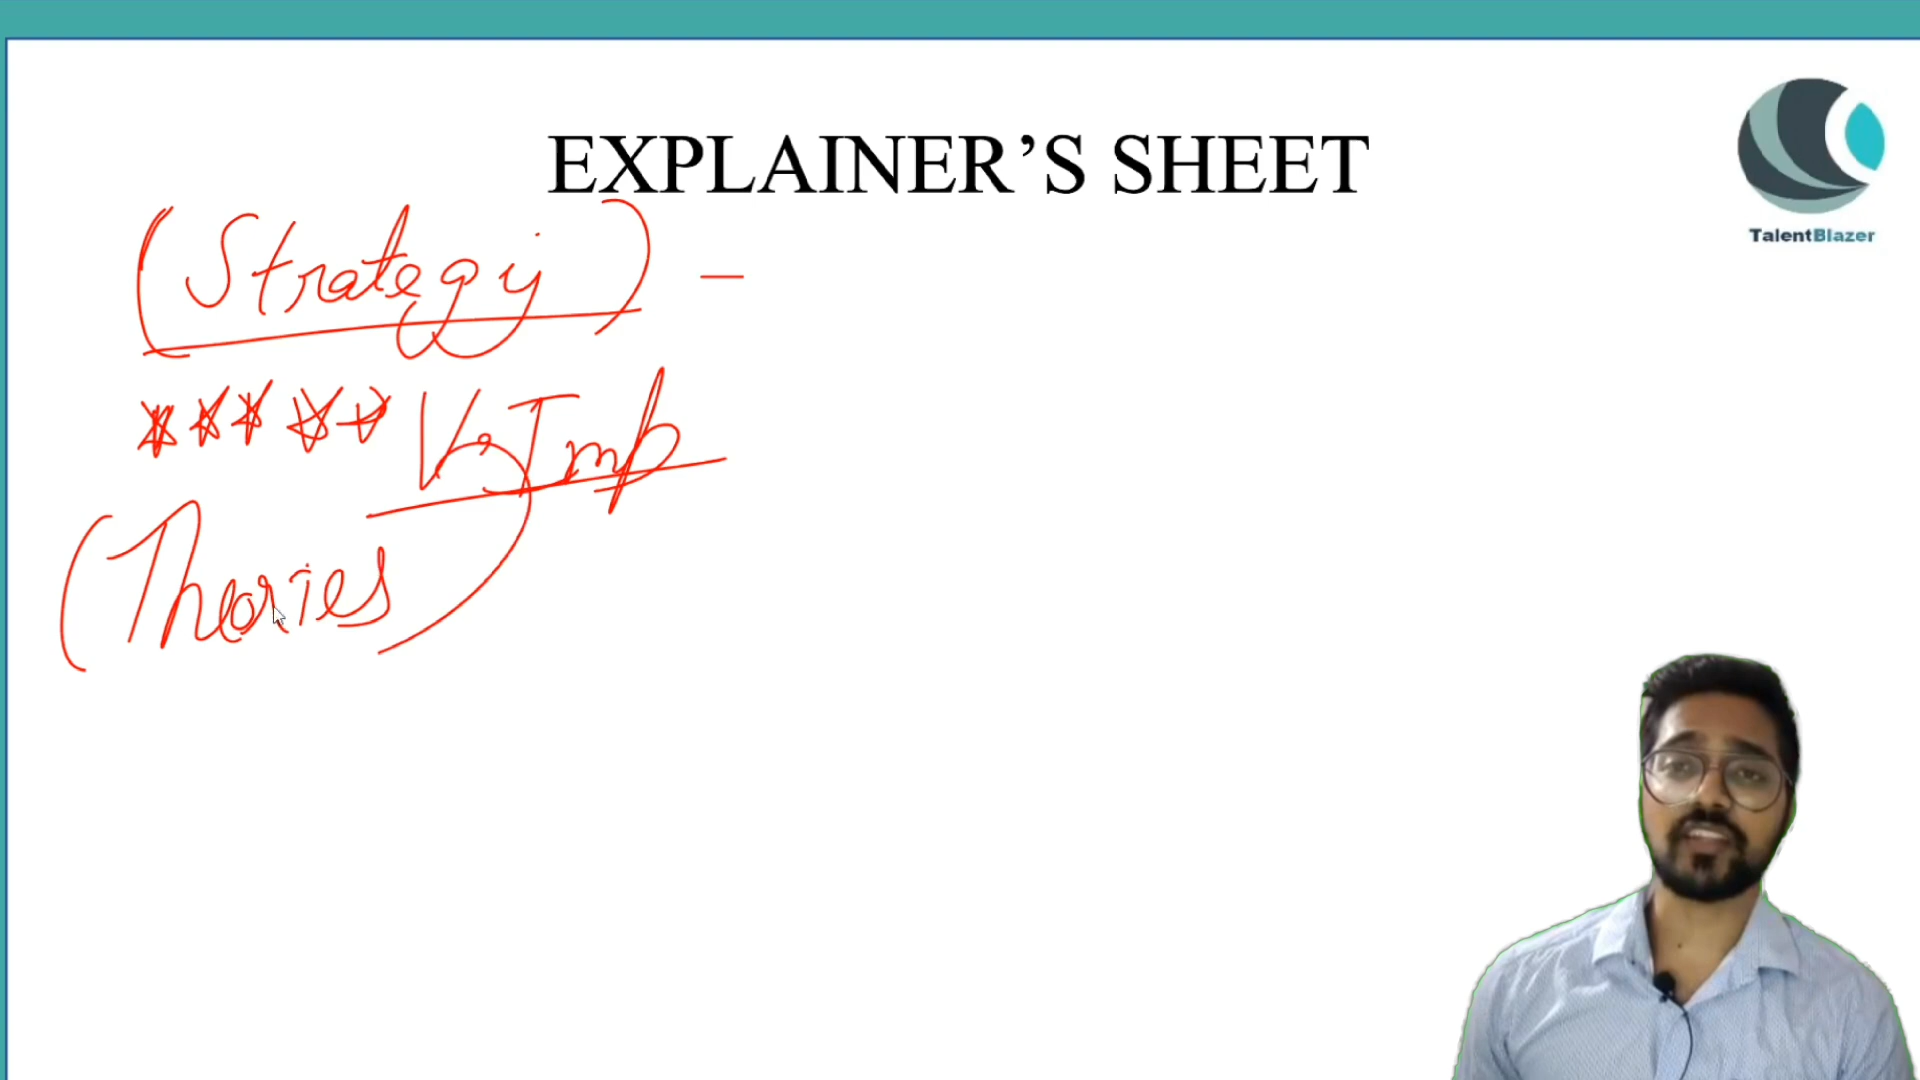 EXPLAINER’S SHEET
TalentBlazer
(Strategy) –
***** V. Imp
(Theories)